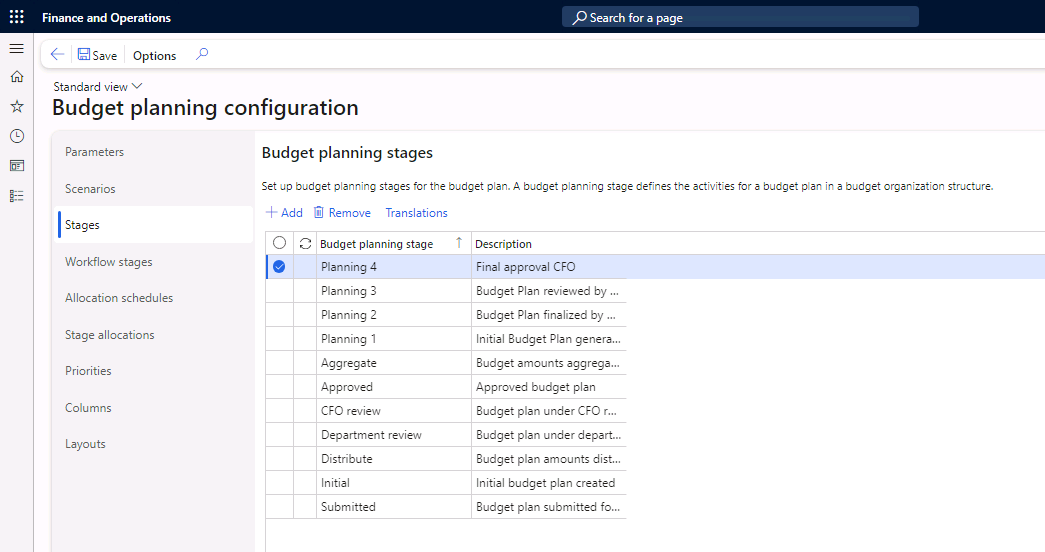 Finance and Operations
Search for a page
Save
Options
Standard view
Budget planning configuration
Parameters
Scenarios
Stages
Workflow stages
Allocation schedules
Stage allocations
Priorities
Columns
Layouts
Budget planning stages
Set up budget planning stages for the budget plan. A budget planning stage defines the activities for a budget plan in a budget organization structure.
Add Remove Translations
Budget planning stage Description
Planning 4 Final approval CFO
Planning 3 Budget Plan reviewed by ...
Planning 2 Budget Plan finalized by ...
Planning 1 Initial Budget Plan genera...
Aggregate Budget amounts aggrega...
Approved Approved budget plan
CFO review Budget plan under CFO r...
Department review Budget plan under depart...
Distribute Budget plan amounts dist...
Initial Initial budget plan created
Submitted Budget plan submitted fo...